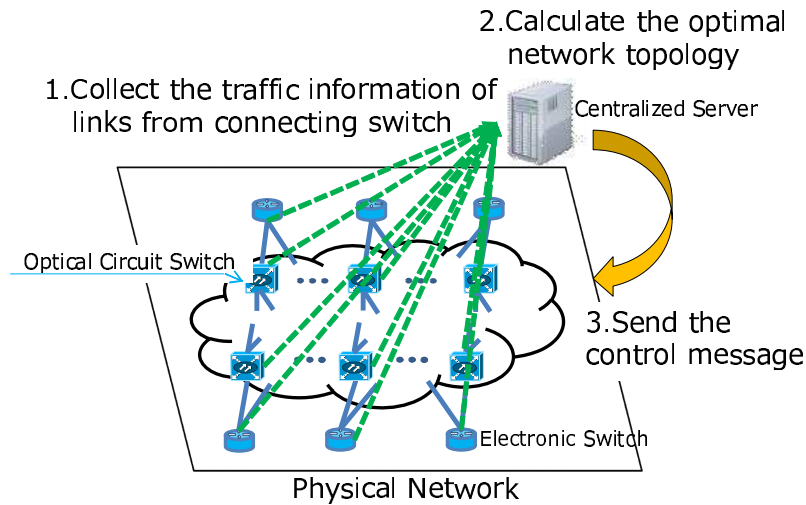 2.Calculate the optimal
network topology
1.Collect the traffic information of
links from connecting switch
Centralized Server
Optical Circuit Switch
3.Send the
control message
Electronic Switch
Physical Network